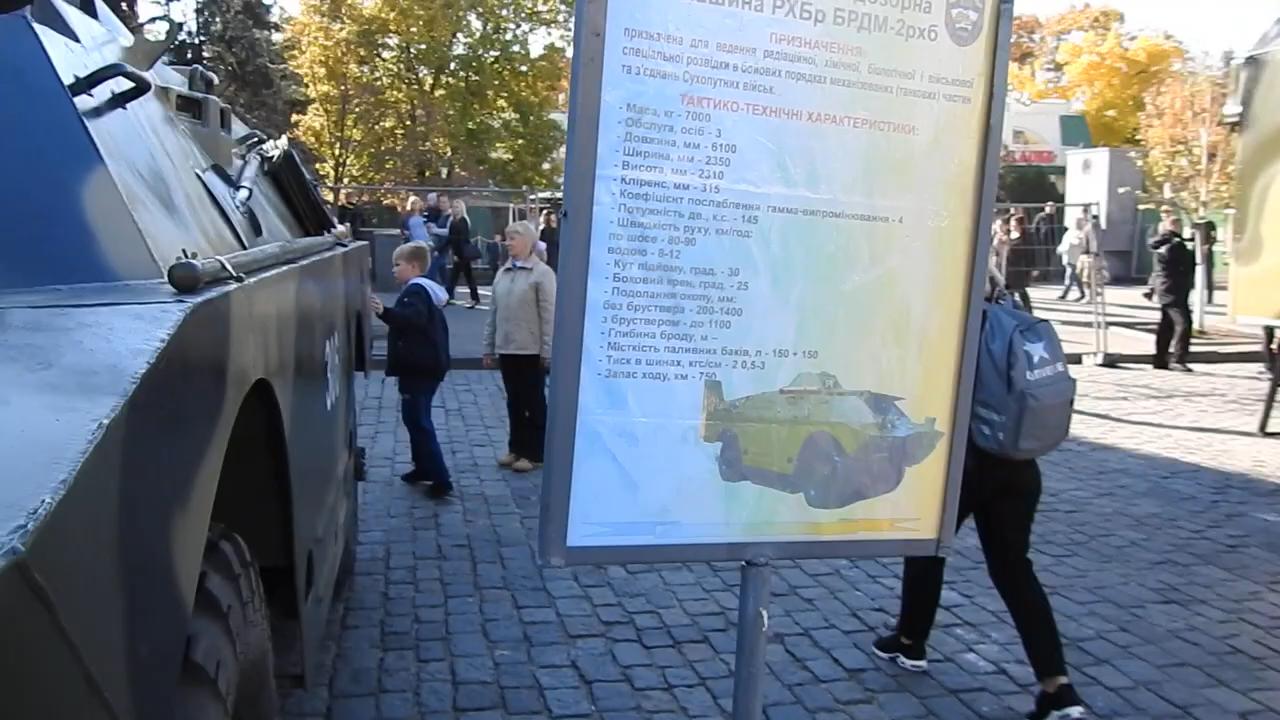 дозорна
машина РХБр БРДМ-2рхб
ПРИЗНАЧЕННЯ
призначена для ведення радіаційної, хімічної, біологічної і військової
спеціальної розвідки в бойових порядках механізованих (танкових) частин
та з'єднань Сухопутних військ.
ТАКТИКО-ТЕХНІЧНІ ХАРАКТЕРИСТИКИ:
- Маса, кг - 7000
- Обслуга, осіб - 3
- Довжина, мм - 6100
- Ширина, мм - 2350
- Висота, мм - 2310
- Кліренс, мм - 315
- Коефіцієнт послаблення гамма-випромінювання - 4
- Потужність дв., к.с. - 145
- Швидкість руху, км/год:
по шосе - 80-90
водою - 8-12
- Кут підйому, град. - 30
- Боковий крен, град. - 25
- Подолання окопу, мм:
без бруствера - 200-1400
з бруствером - до 1100
- Глибина броду, м –
- Місткість паливних баків, л - 150 + 150
- Тиск в шинах, кгс/см - 2 0,5-3
- Запас ходу, км - 750